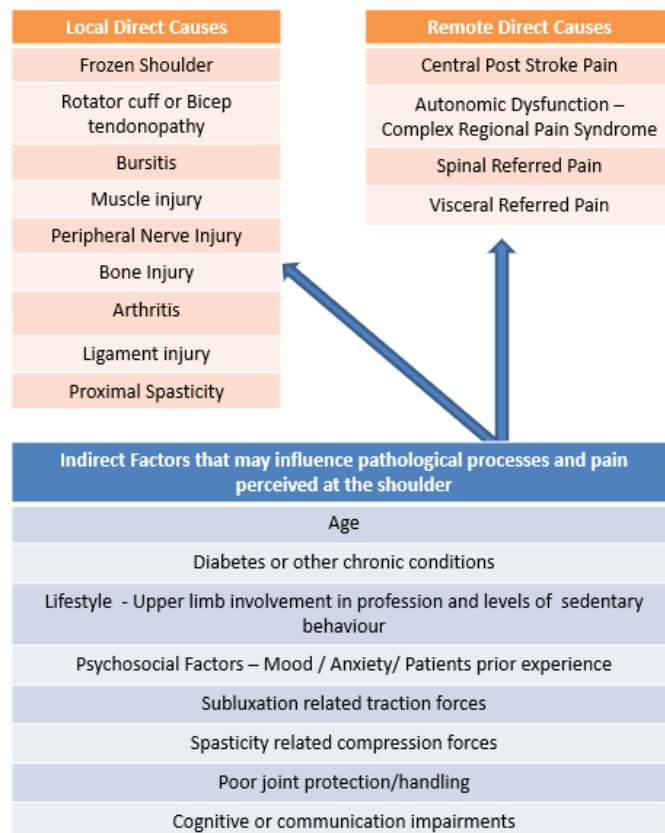 Local Direct Causes
Frozen Shoulder
Rotator cuff or Bicep
tendonopathy
Bursitis
Muscle injury
Peripheral Nerve Injury
Bone Injury
Arthritis
Ligament injury
Proximal Spasticity
Remote Direct Causes
Central Post Stroke Pain
Autonomic Dysfunction –
Complex Regional Pain Syndrome
Spinal Referred Pain
Visceral Referred Pain
Indirect Factors that may influence pathological processes and pain
perceived at the shoulder
Age
Diabetes or other chronic conditions
Lifestyle - Upper limb involvement in profession and levels of sedentary
behaviour
Psychosocial Factors – Mood / Anxiety/ Patients prior experience
Subluxation related traction forces
Spasticity related compression forces
Poor joint protection/handling
Cognitive or communication impairments